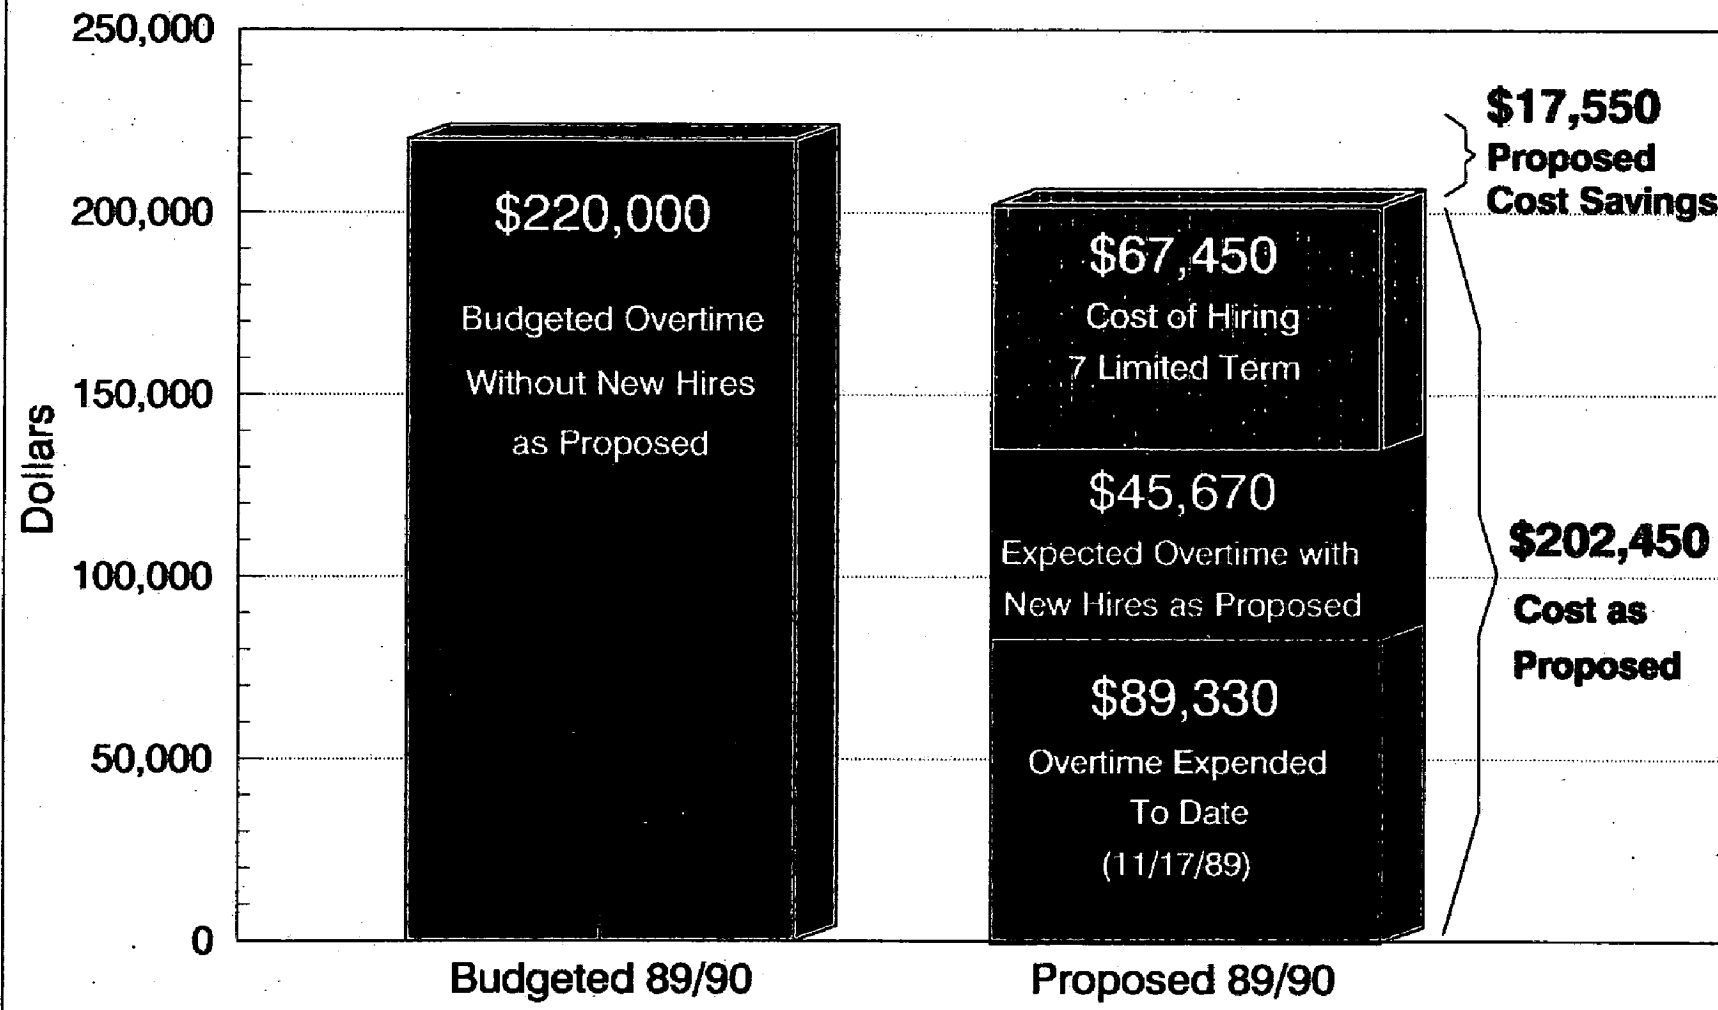 250,000
200,000
150,000
100,000
50,000
0
Dollars
$220,000
Budgeted Overtime
Without New Hires
as Proposed
Budgeted 89/90
$67,450
Cost of Hiring
7 Limited Term
$45,670
Expected Overtime with
New Hires as Proposed
$89,330
Overtime Expended
To Date
(11/17/89)
Proposed 89/90
$17,550
Proposed
Cost Savings
$202,450
Cost as
Proposed